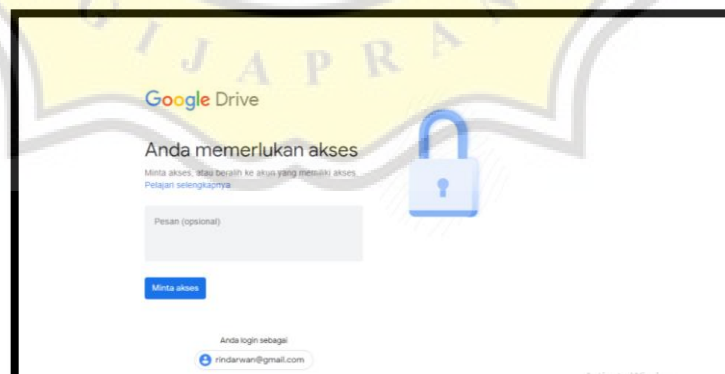 GIJAPRAN
Google Drive
Anda memerlukan akses
Minta akses, atau beralih ke akun yang memiliki akses.
Pelajari selengkapnya
Pesan (opsional)
Minta akses
Anda login sebagai
rindarwan@gmail.com